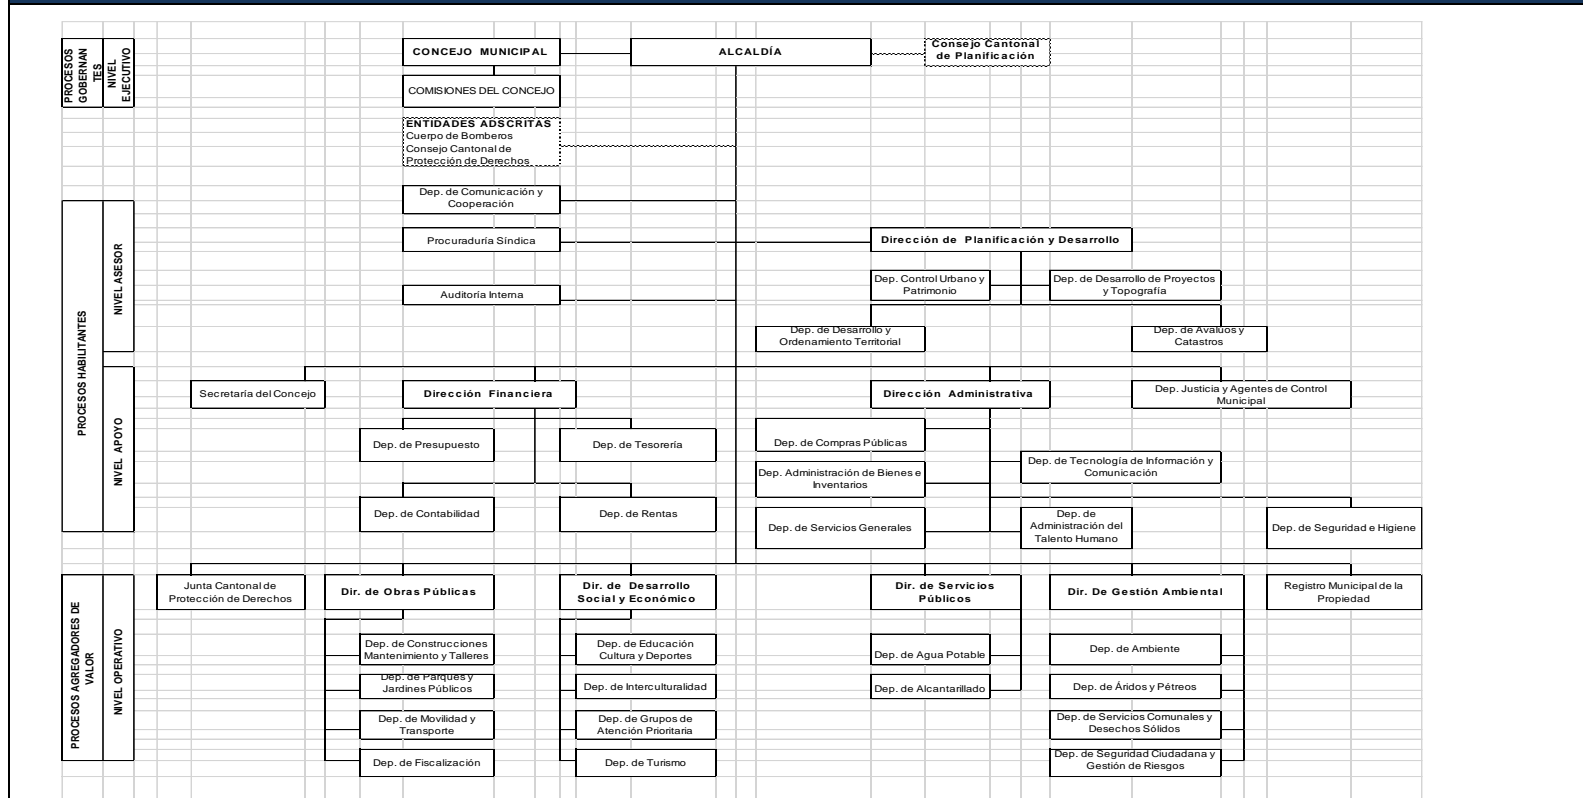 PROCESOS
GOBERNAN
TES
NIVEL
EJECUTIVO
CONCEJO MUNICIPAL
ALCALDÍA
Consejo Cantonal
de Planificación
COMISIONES DEL CONCEJO
ENTIDADES ADSCRITAS
Cuerpo de Bomberos
Consejo Cantonal de
Protección de Derechos
PROCESOS HABILITANTES
NIVEL ASESOR
Dep. de Comunicación y
Cooperación
Procuraduría Síndica
Dirección de Planificación y Desarrollo
Auditoría Interna
Dep. Control Urbano y
Patrimonio
Dep. de Desarrollo de Proyectos
y Topografía
Dep. de Desarrollo y
Ordenamiento Territorial
Dep. de Avalúos y
Catastros
NIVEL APOYO
Secretaría del Concejo
Dirección Financiera
Dirección Administrativa
Dep. Justicia y Agentes de Control
Municipal
Dep. de Presupuesto
Dep. de Tesorería
Dep. de Compras Públicas
Dep. de Tecnología de Información y
Comunicación
Dep. Administración de Bienes e
Inventarios
Dep. de Contabilidad
Dep. de Rentas
Dep. de Servicios Generales
Dep. de
Administración del
Talento Humano
Dep. de Seguridad e Higiene
PROCESOS AGREGADORES DE
VALOR
NIVEL OPERATIVO
Junta Cantonal de
Protección de Derechos
Dir. de Obras Públicas
Dir. de Desarrollo
Social y Económico
Dir. de Servicios
Públicos
Dir. De Gestión Ambiental
Registro Municipal de la
Propiedad
Dep. de Construcciones
Mantenimiento y Talleres
Dep. de Educación
Cultura y Deportes
Dep. de Agua Potable
Dep. de Ambiente
Dep. de Parques y
Jardines Públicos
Dep. de Interculturalidad
Dep. de Alcantarillado
Dep. de Áridos y Pétreos
Dep. de Movilidad y
Transporte
Dep. de Grupos de
Atención Prioritaria
Dep. de Servicios Comunales y
Desechos Sólidos
Dep. de Fiscalización
Dep. de Turismo
Dep. de Seguridad Ciudadana y
Gestión de Riesgos